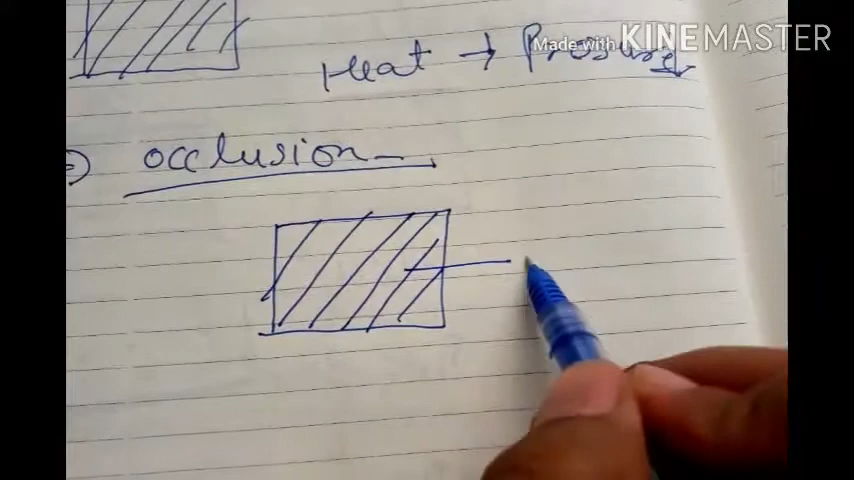 Made with KINEMASTER
Heat → Pressure
occlusion